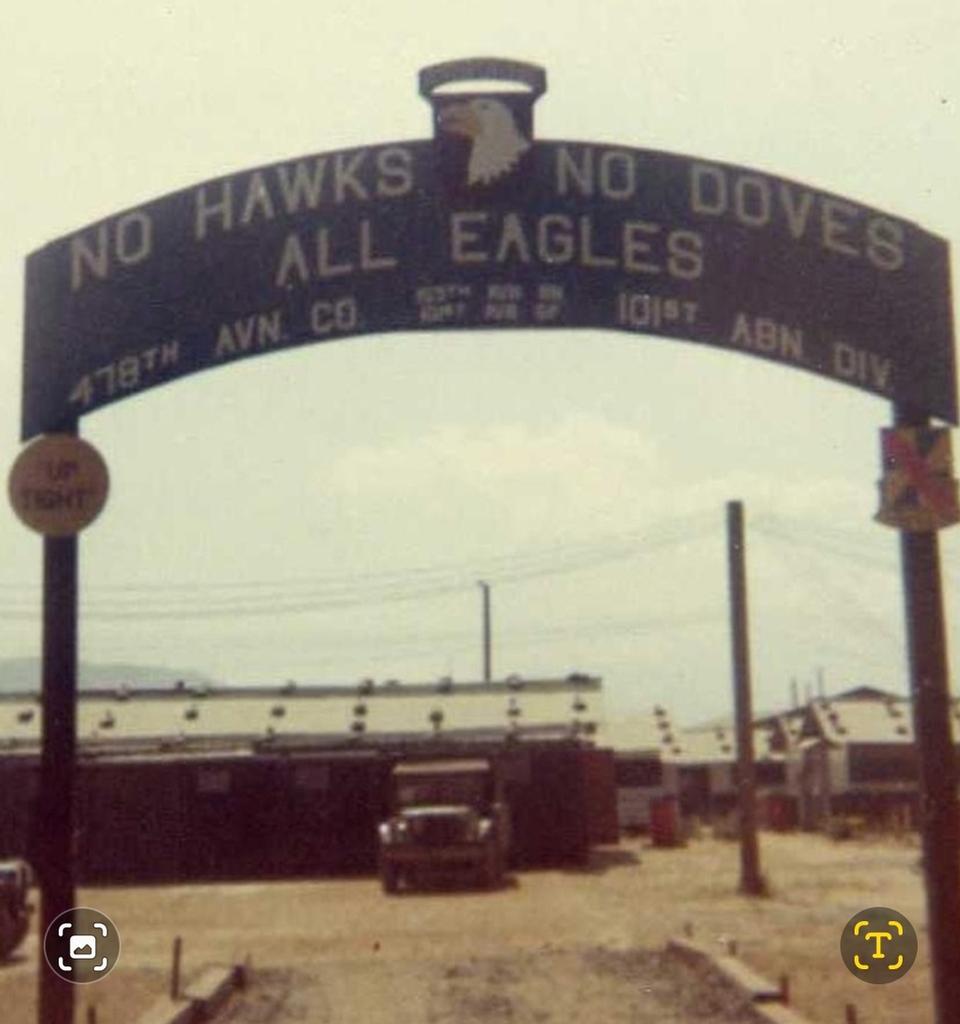 NO HAWKS NO DOVES
ALL EAGLES
478TH AVN. CO. 101ST ABN. DIV.
"UP
TIGHT"